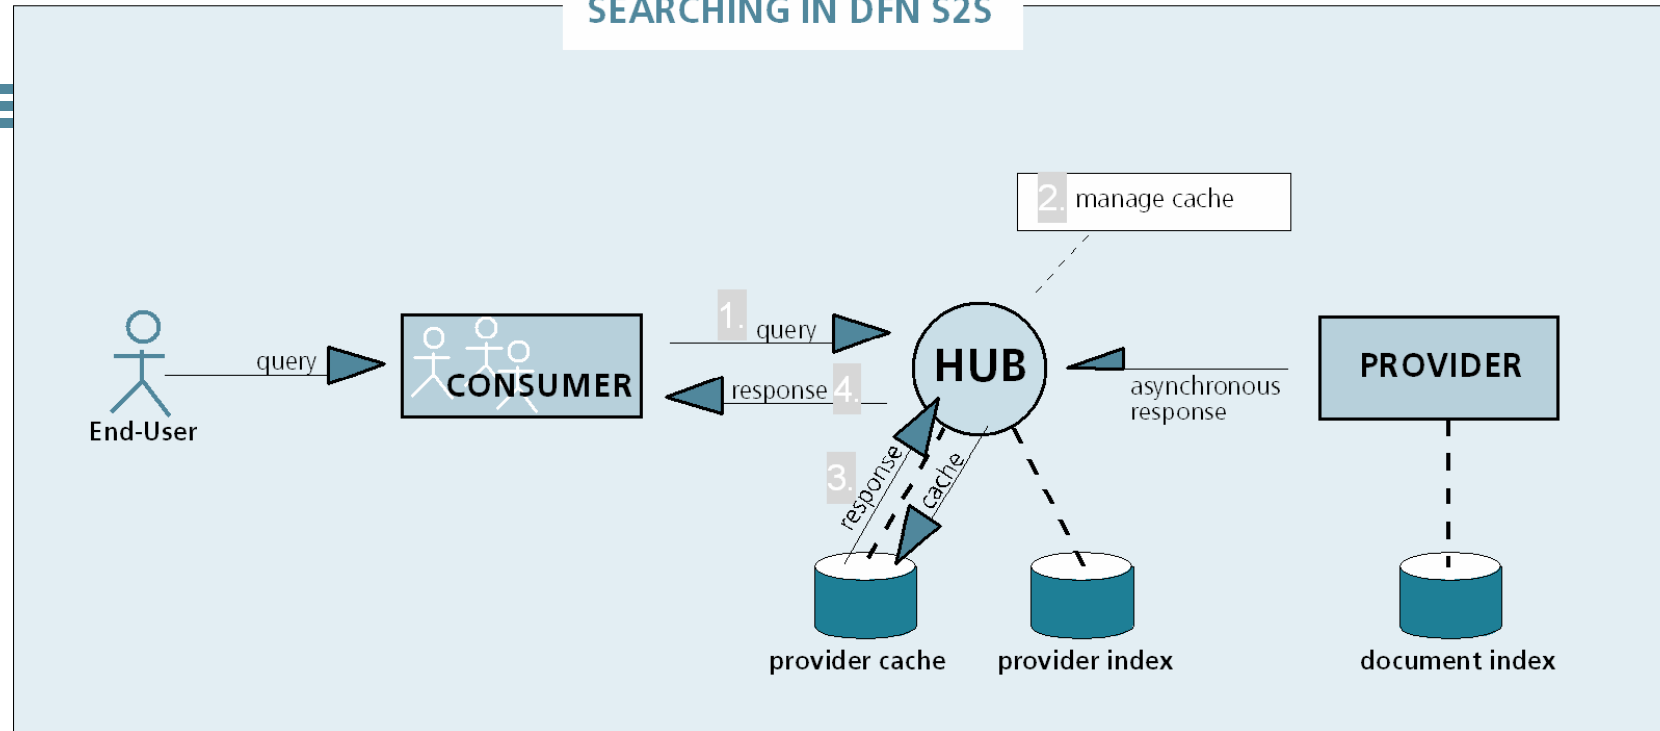 SEARCHING IN DFN S2S
2. manage cache
1. query
query
HUB
PROVIDER
CONSUMER
response 4.
asynchronous
response
End-User
3. response
cache
provider cache
provider index
document index